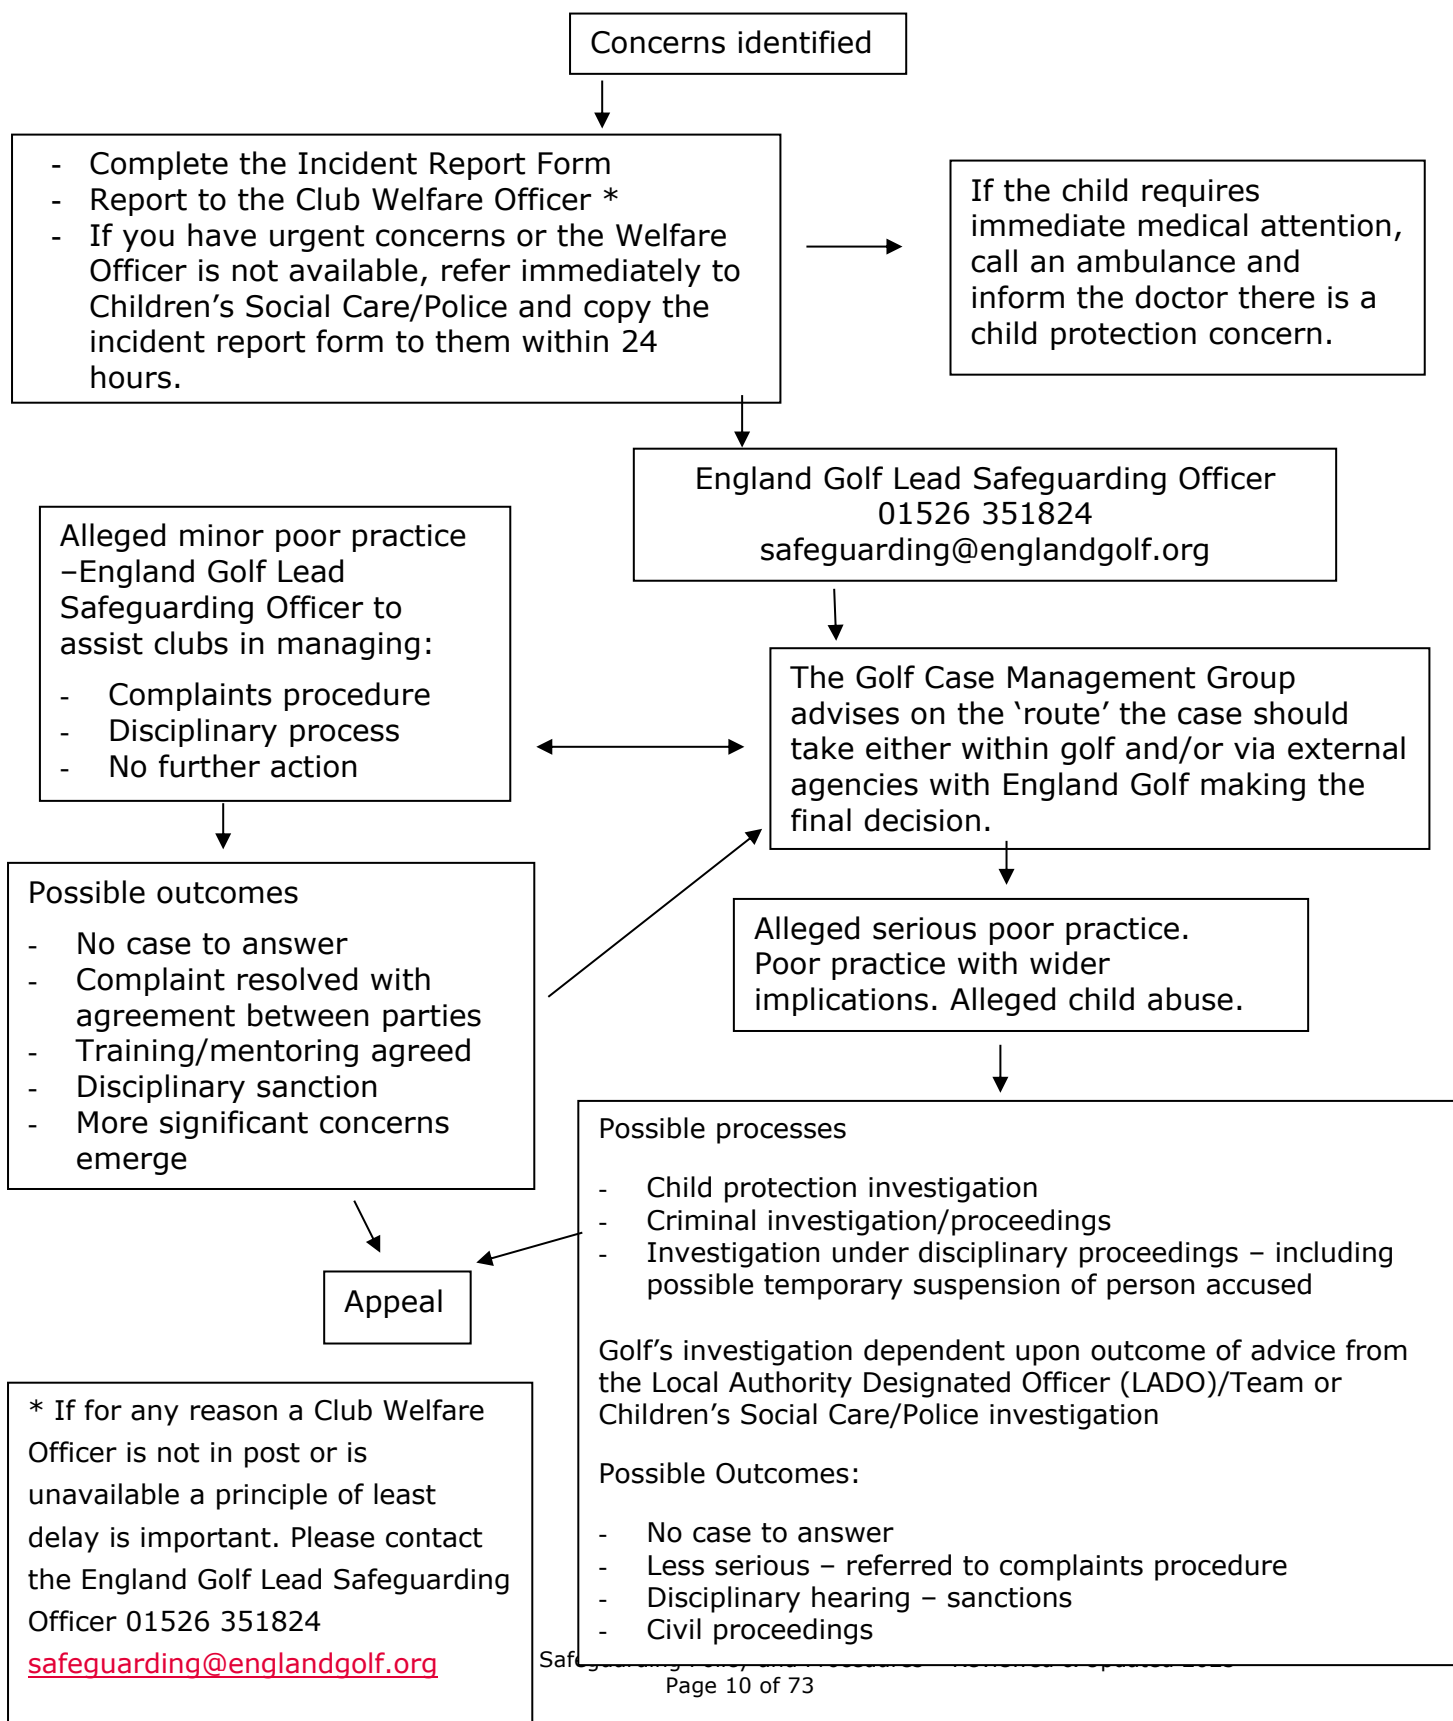 Concerns identified
- Complete the Incident Report Form
- Report to the Club Welfare Officer *
- If you have urgent concerns or the Welfare
Officer is not available, refer immediately to
Children’s Social Care/Police and copy the
incident report form to them within 24
hours.
If the child requires
immediate medical attention,
call an ambulance and
inform the doctor there is a
child protection concern.
England Golf Lead Safeguarding Officer
01526 351824
safeguarding@englandgolf.org
Alleged minor poor practice
–England Golf Lead
Safeguarding Officer to
assist clubs in managing:
- Complaints procedure
- Disciplinary process
- No further action
The Golf Case Management Group
advises on the ‘route’ the case should
take either within golf and/or via external
agencies with England Golf making the
final decision.
Possible outcomes
- No case to answer
- Complaint resolved with
agreement between parties
- Training/mentoring agreed
- Disciplinary sanction
- More significant concerns
emerge
Alleged serious poor practice.
Poor practice with wider
implications. Alleged child abuse.
Possible processes
- Child protection investigation
- Criminal investigation/proceedings
- Investigation under disciplinary proceedings – including
possible temporary suspension of person accused
Golf’s investigation dependent upon outcome of advice from
the Local Authority Designated Officer (LADO)/Team or
Children’s Social Care/Police investigation
Possible Outcomes:
- No case to answer
- Less serious – referred to complaints procedure
- Disciplinary hearing – sanctions
- Civil proceedings
Appeal
* If for any reason a Club Welfare
Officer is not in post or is
unavailable a principle of least
delay is important. Please contact
the England Golf Lead Safeguarding
Officer 01526 351824
safeguarding@englandgolf.org
Safeguarding Policy and Procedures
Page 10 of 73